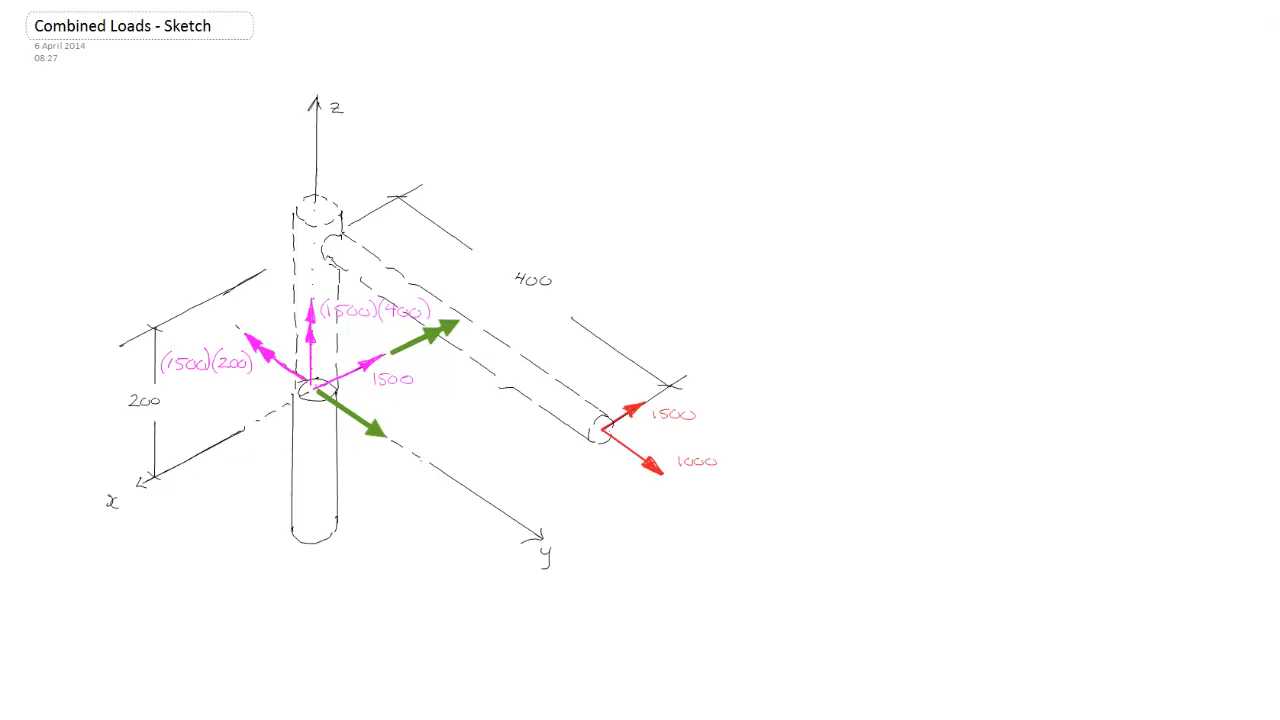 Combined Loads - Sketch
6 April 2014
08:27
z
400
(1500)(400)
(1500)(200)
1500
200
1500
1000
x
y